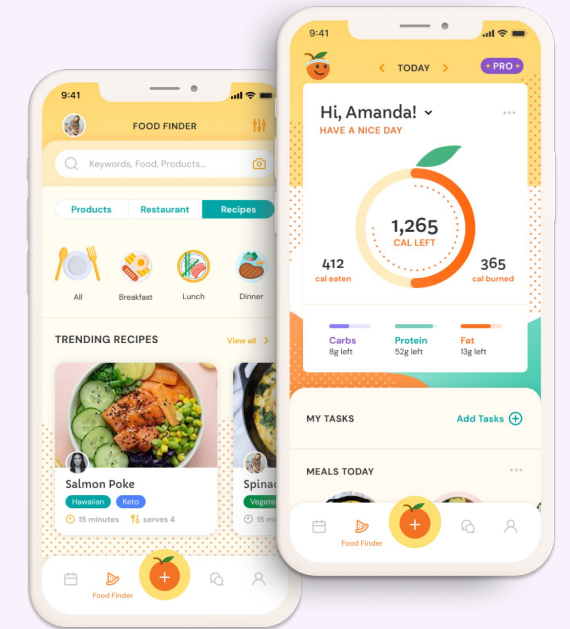 9:41
FOOD FINDER
Keywords, Food, Products...
Products Restaurant Recipes
All Breakfast Lunch Dinner
TRENDING RECIPES View all >
Salmon Poke
Hawaiian Keto
15 minutes serves 4
Food Finder
9:41
< TODAY >
+ PRO +
Hi, Amanda!
HAVE A NICE DAY
1,265
CAL LEFT
412
cal eaten
365
cal burned
Carbs Protein Fat
8g left 52g left 13g left
MY TASKS Add Tasks
MEALS TODAY
Food Finder